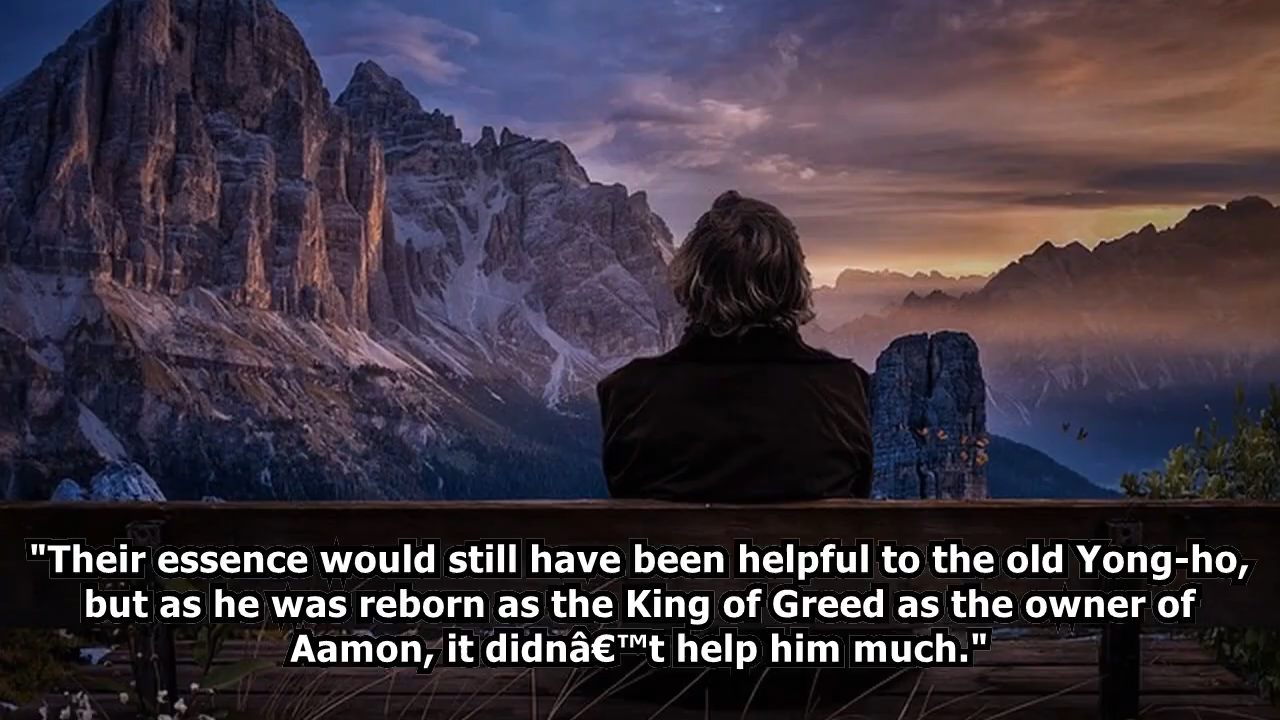 "Their essence would still have been helpful to the old Yong-ho,
but as he was reborn as the King of Greed as the owner of
Aamon, it didnâ€™t help him much."